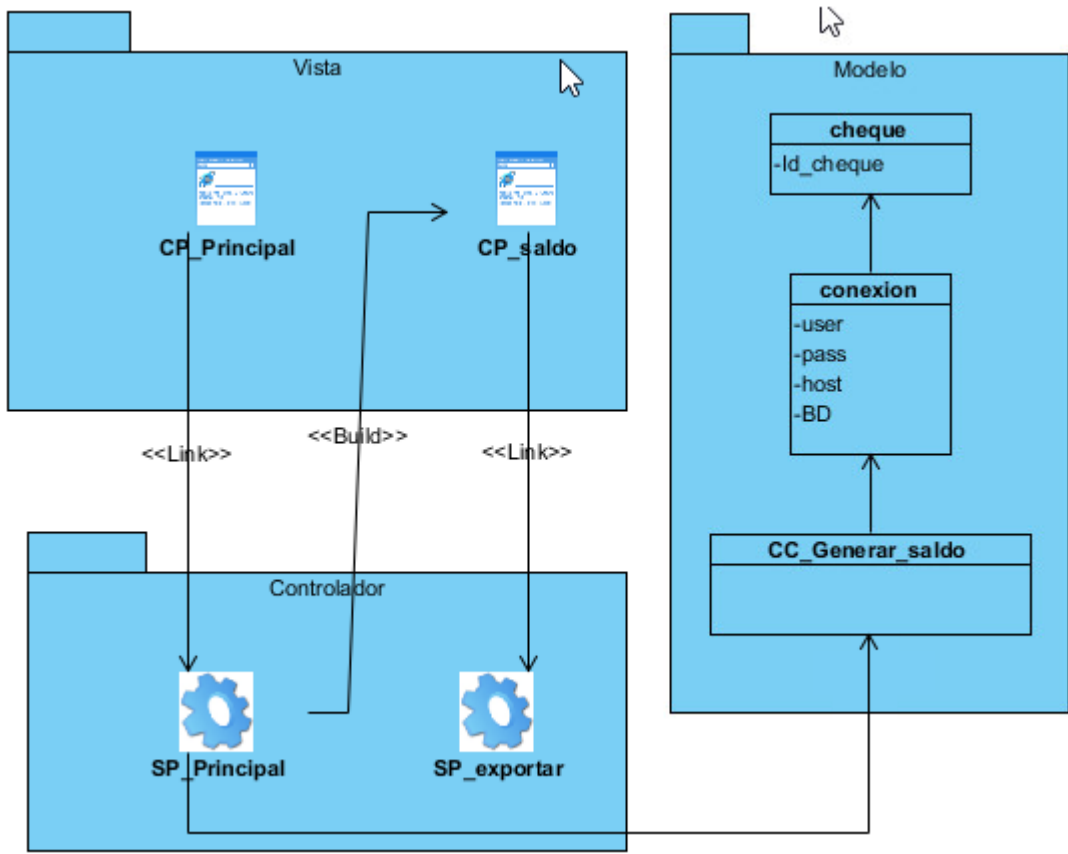 Vista
CP_Principal
CP_saldo
<<Link>>
<<Build>>
<<Link>>
Controlador
SP_Principal
SP_exportar
Modelo
cheque
-Id_cheque
conexion
-user
-pass
-host
-BD
CC_Generar_saldo